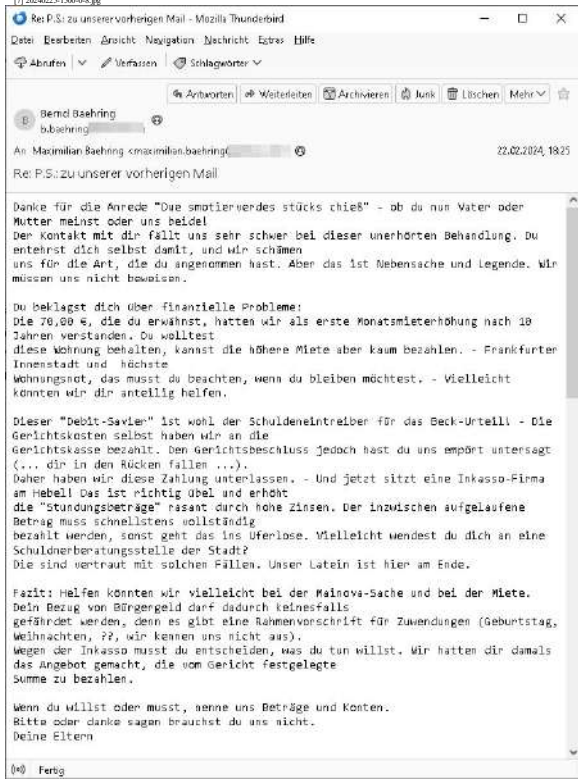 [7] 20240223-1500-0-8.jpg
Re: P.S.: zu unserer vorherigen Mail - Mozilla Thunderbird
Datei Bearbeiten Ansicht Navigation Nachricht Extras Hilfe
Abrufen Verfassen Schlagwörter
Antworten Weiterleiten Archivieren Junk Löschen Mehr
B Bernd Baehring
b.baehring
An Maximilian Baehring <maximilian.baehring( 22.02.2024, 18:25
Re: P.S.: zu unserer vorherigen Mail
Danke für die Anrede "Due smotierverdes stücks chieß" - ob du nun Vater oder
Mutter meinst oder uns beide!
Der Kontakt mit dir fällt uns sehr schwer bei dieser unerhörten Behandlung. Du
entehrst dich selbst damit, und wir schämen
uns für die Art, die du angenommen hast. Aber das ist Nebensache und Legende. Wir
müssen uns nicht beweisen.
Du beklagst dich über finanzielle Probleme:
Die 70,00 €, die du erwähnst, hatten wir als erste Monatsmieterhöhung nach 10
Jahren verstanden. Du wolltest
diese Wohnung behalten, kannst die höhere Miete aber kaum bezahlen. - Frankfurter
Innenstadt und höchste
Wohnungsnot, das musst du beachten, wenn du bleiben möchtest. - Vielleicht
könnten wir dir anteilig helfen.
Dieser "Debit-Savier" ist wohl der Schuldeneintreiber für das Beck-Urteil! - Die
Gerichtskosten selbst haben wir an die
Gerichtskasse bezahlt. Den Gerichtsbeschluss jedoch hast du uns empört untersagt
(... dir in den Rücken fallen ...).
Daher haben wir diese Zahlung unterlassen. - Und jetzt sitzt eine Inkasso-Firma
am Hebel! Das ist richtig übel und erhöht
die "Stundungsbeträge" rasant durch hohe Zinsen. Der inzwischen aufgelaufene
Betrag muss schnellstens vollständig
bezahlt werden, sonst geht das ins Uferlose. Vielleicht wendest du dich an eine
Schuldnerberatungsstelle der Stadt?
Die sind vertraut mit solchen Fällen. Unser Latein ist hier am Ende.
Fazit: Helfen könnten wir vielleicht bei der Mainova-Sache und bei der Miete.
Dein Bezug von Bürgergeld darf dadurch keinesfalls
gefährdet werden, denn es gibt eine Rahmenvorschrift für Zuwendungen (Geburtstag,
Weihnachten, ??, wir kennen uns nicht aus).
Wegen der Inkasso musst du entscheiden, was du tun willst. Wir hatten dir damals
das Angebot gemacht, die vom Gericht festgelegte
Summe zu bezahlen.
Wenn du willst oder musst, nenne uns Beträge und Konten.
Bitte oder danke sagen brauchst du uns nicht.
Deine Eltern
Fertig